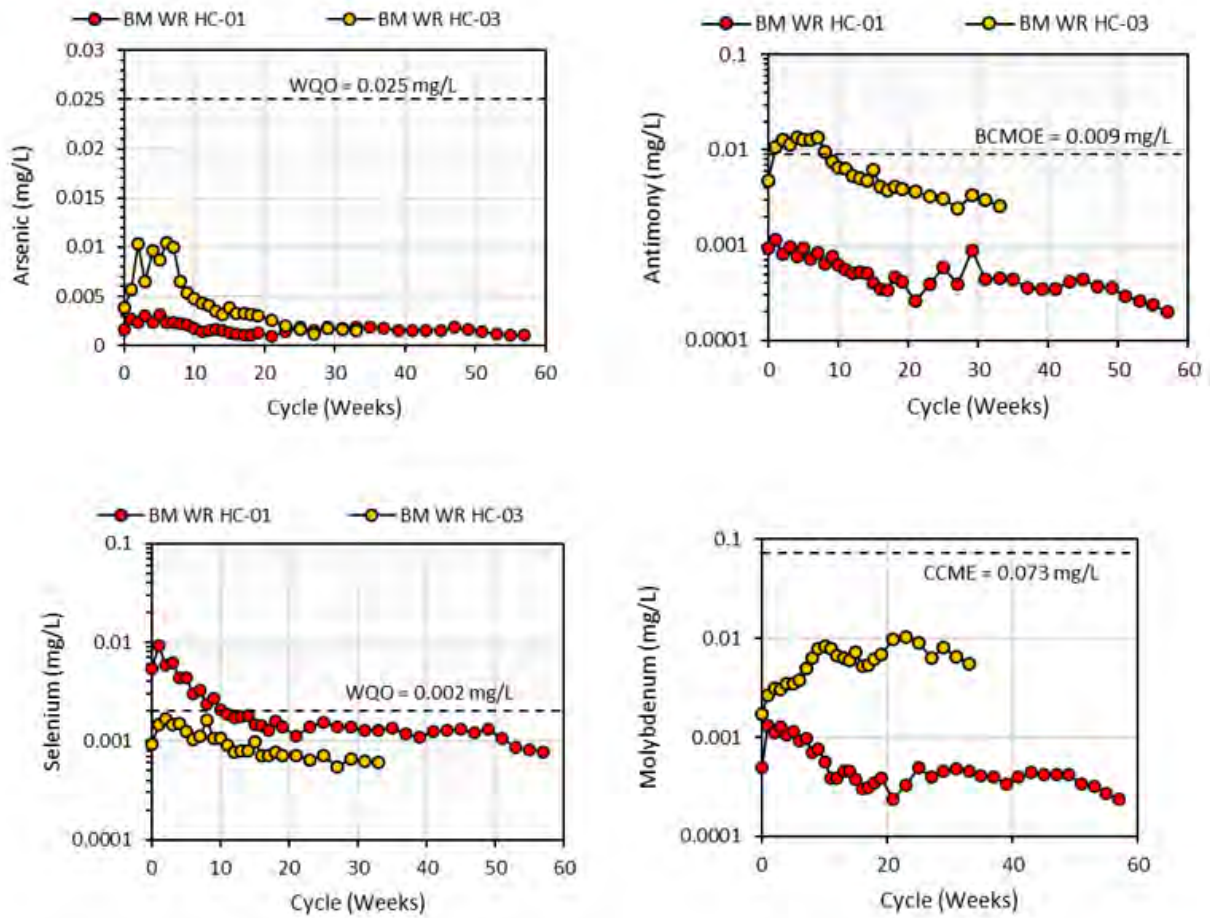 BM WR HC-01 BM WR HC-03
0.03
0.025
0.02
0.015
0.01
0.005
0
Arsenic (mg/L)
WQO = 0.025 mg/L
0 10 20 30 40 50 60
Cycle (Weeks)
BM WR HC-01 BM WR HC-03
0.1
0.01
0.001
0.0001
Antimony (mg/L)
BCMOE = 0.009 mg/L
0 10 20 30 40 50 60
Cycle (Weeks)
BM WR HC-01 BM WR HC-03
0.1
0.01
0.001
0.0001
Selenium (mg/L)
WQO = 0.002 mg/L
0 10 20 30 40 50 60
Cycle (Weeks)
0.1
0.01
0.001
0.0001
Molybdenum (mg/L)
CCME = 0.073 mg/L
0 10 20 30 40 50 60
Cycle (Weeks)